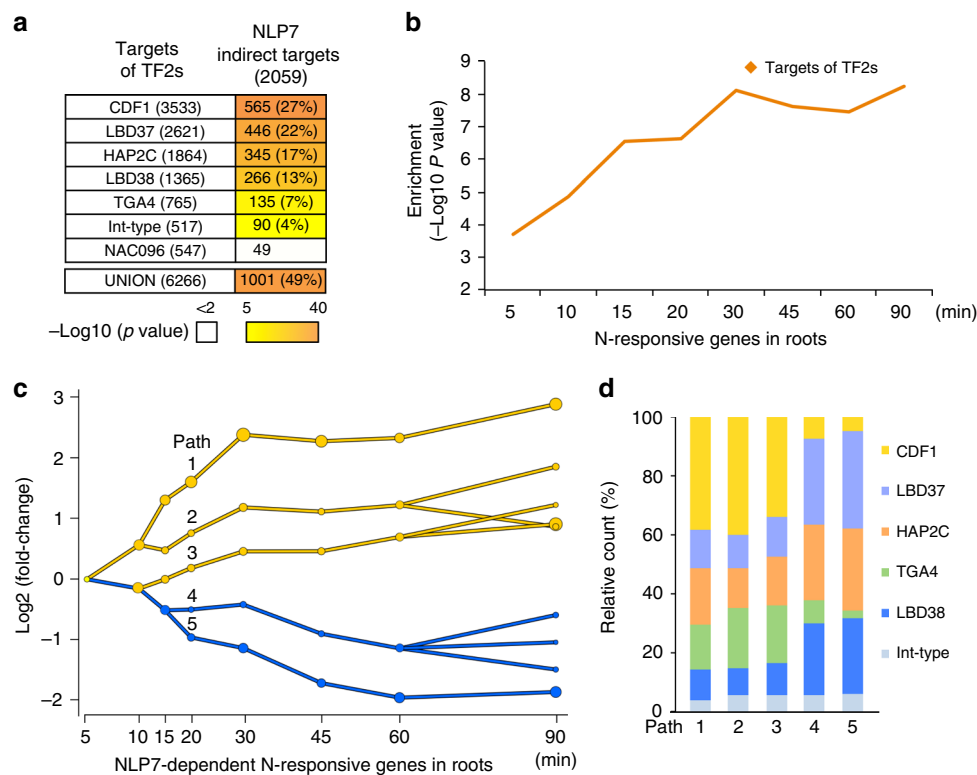 a
Targets of TF2s
NLP7 indirect targets (2059)
CDF1 (3533) 565 (27%)
LBD37 (2621) 446 (22%)
HAP2C (1864) 345 (17%)
LBD38 (1365) 266 (13%)
TGA4 (765) 135 (7%)
Int-type (517) 90 (4%)
NAC096 (547) 49
UNION (6266) 1001 (49%)
<2 5 40
–Log10 (p value)
b
Enrichment
(–Log10 P value)
9
8
7
6
5
4
3
2
Targets of TF2s
5 10 15 20 30 45 60 90 (min)
N-responsive genes in roots
c
Log2 (fold-change)
3
2
1
0
−1
−2
Path
1
2
3
4
5
5 10 15 20 30 45 60 90
(min)
NLP7-dependent N-responsive genes in roots
d
Relative count (%)
100
80
60
40
20
0
Path 1 2 3 4 5
CDF1
LBD37
HAP2C
TGA4
LBD38
Int-type